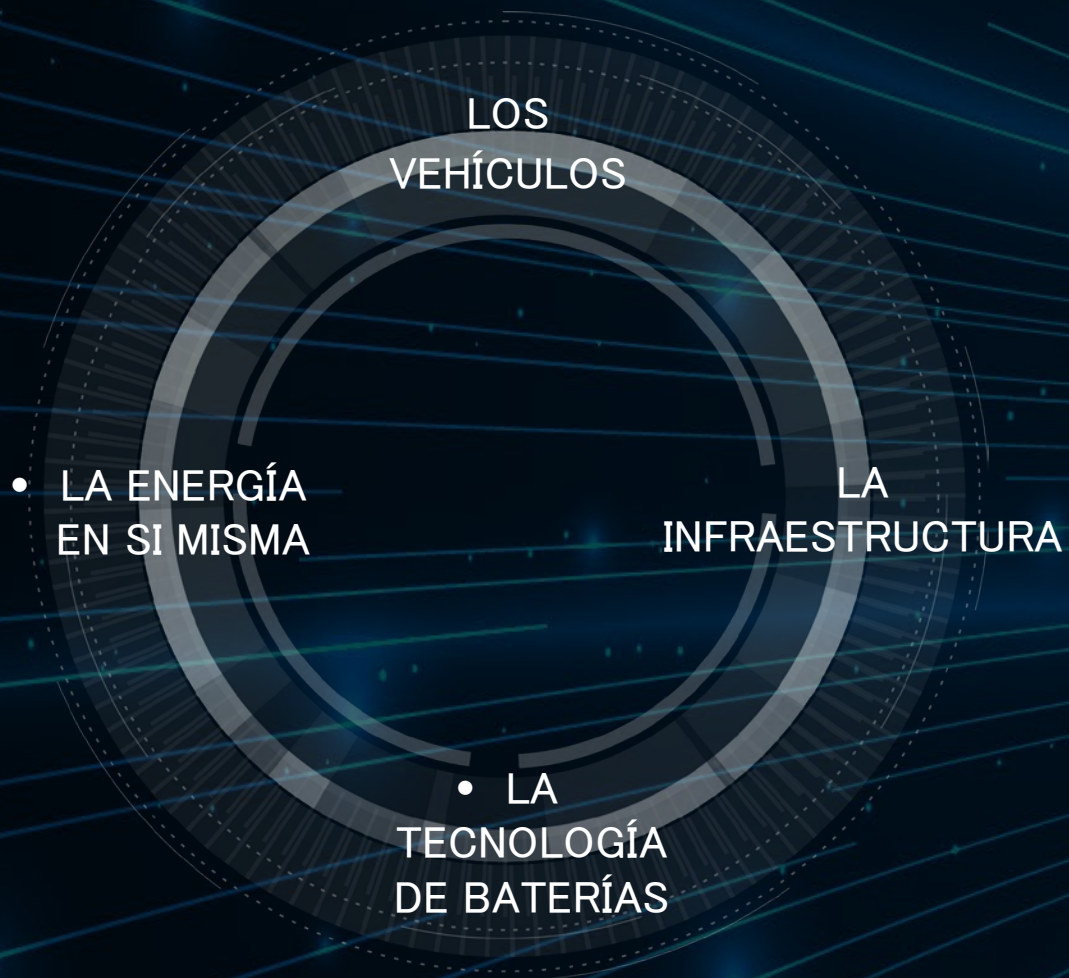 LOS
VEHÍCULOS
• LA ENERGÍA
EN SI MISMA
LA
INFRAESTRUCTURA
• LA
TECNOLOGÍA
DE BATERÍAS